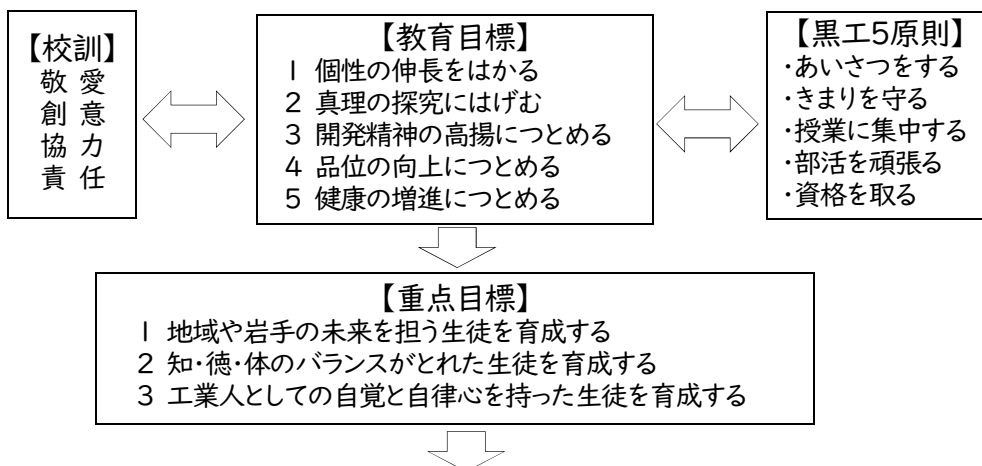 【校訓】
敬 愛
創 意
協 力
責 任
【教育目標】
1 個性の伸長をはかる
2 真理の探究にはげむ
3 開発精神の高揚につとめる
4 品位の向上につとめる
5 健康の増進につとめる
【黒工5原則】
・あいさつをする
・きまりを守る
・授業に集中する
・部活を頑張る
・資格を取る
【重点目標】
1 地域や岩手の未来を担う生徒を育成する
2 知・徳・体のバランスがとれた生徒を育成する
3 工業人としての自覚と自律心を持った生徒を育成する